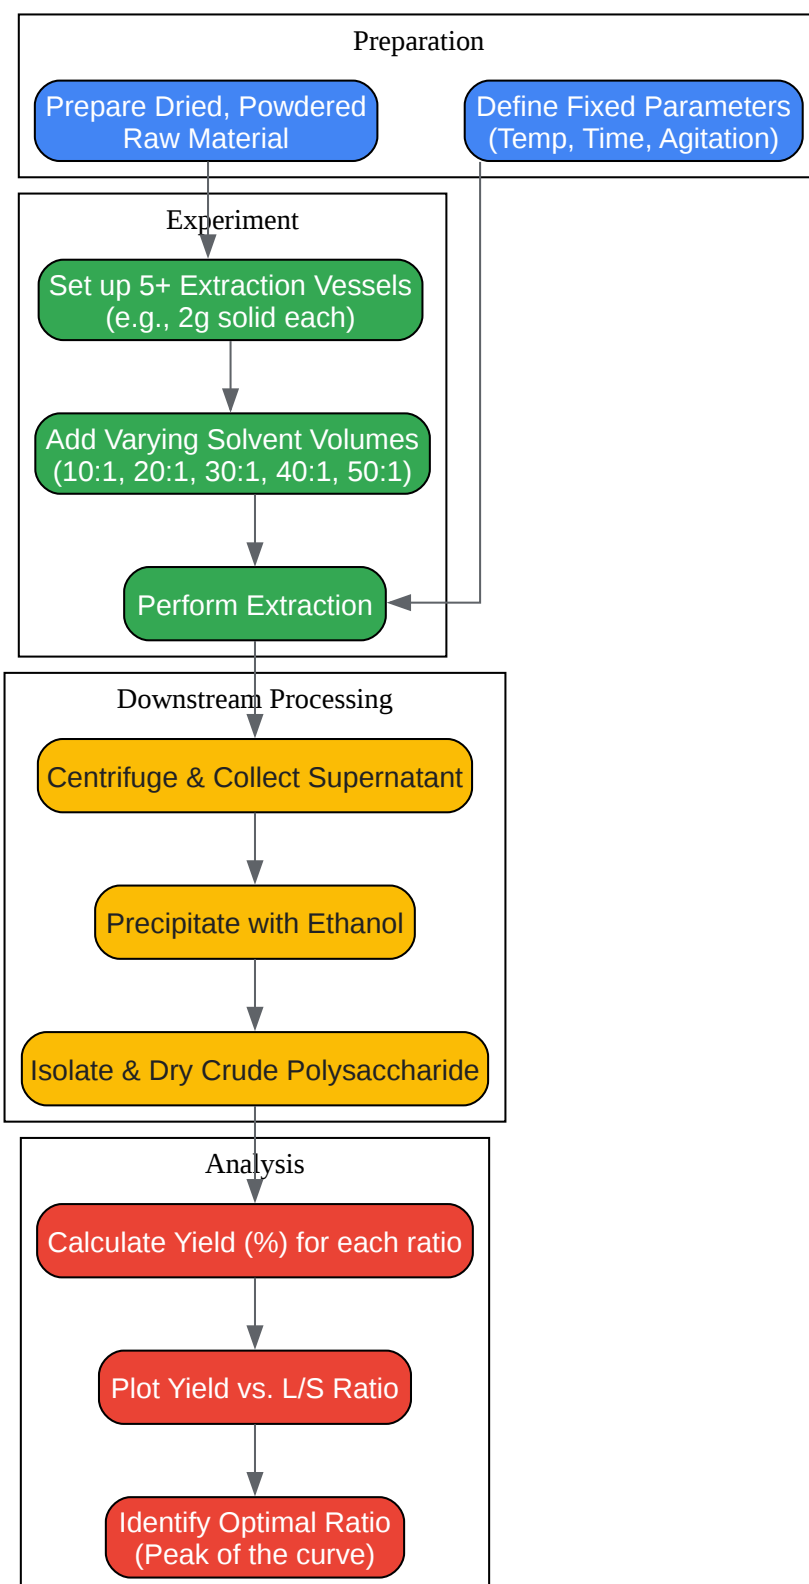 Preparation
Prepare Dried, Powdered
Raw Material
Define Fixed Parameters
(Temp, Time, Agitation)
Experiment
Set up 5+ Extraction Vessels
(e.g., 2g solid each)
Add Varying Solvent Volumes
(10:1, 20:1, 30:1, 40:1, 50:1)
Perform Extraction
Downstream Processing
Centrifuge & Collect Supernatant
Precipitate with Ethanol
Isolate & Dry Crude Polysaccharide
Analysis
Calculate Yield (%) for each ratio
Plot Yield vs. L/S Ratio
Identify Optimal Ratio
(Peak of the curve)